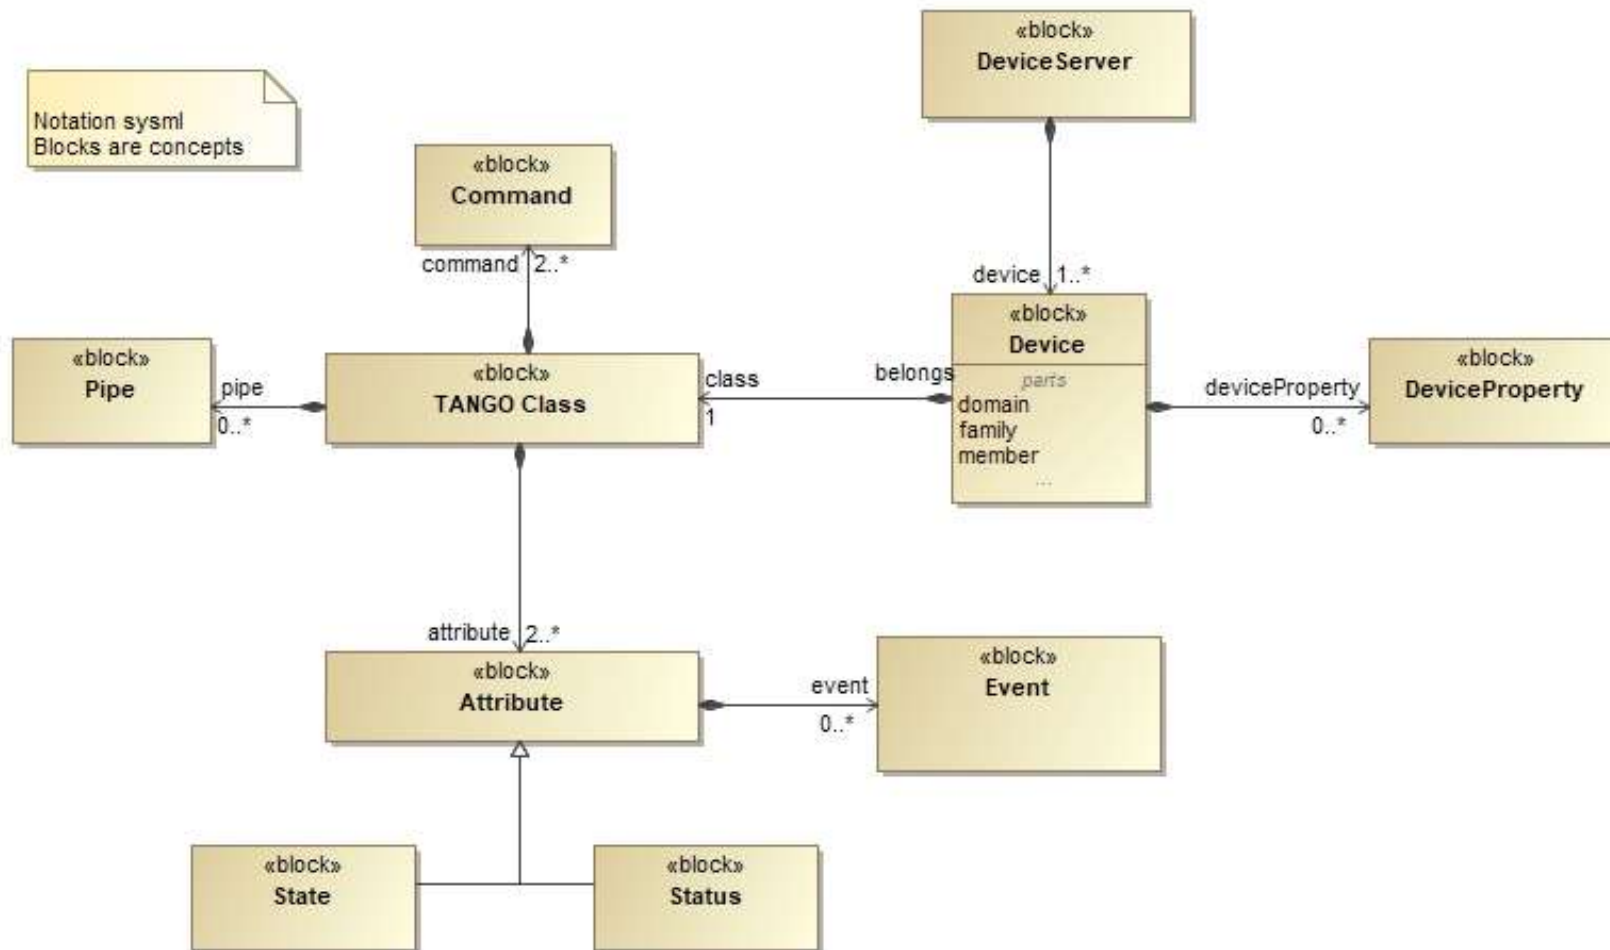 «block»
DeviceServer
Notation sysml
Blocks are concepts
«block»
Command
command 2..*
device 1..*
«block»
Device
parts
domain
family
member
...
«block»
Pipe
pipe
0..*
«block»
TANGO Class
class
1
belongs
deviceProperty
0..*
«block»
DeviceProperty
attribute 2..*
«block»
Attribute
event
0..*
«block»
Event
«block»
State
«block»
Status